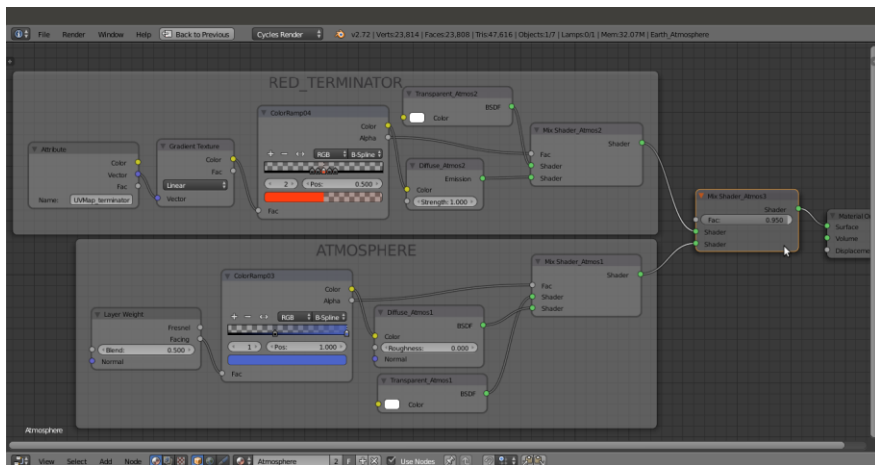 File Render Window Help Back to Previous Cycles Render v2.72 | Verts:23,814 | Faces:23,808 | Tris:47,616 | Objects:1/7 | Lamps:0/1 | Mem:32.07M | Earth_Atmosphere
RED_TERMINATOR
Transparent_Atmos2
BSDF
Color
ColorRamp04
Color
Alpha
RGB B-Spline
2 Pos: 0.500
Fac
Attribute
Color
Vector
Fac
Name: UVMap_terminator
Gradient Texture
Color
Fac
Linear
Vector
Diffuse_Atmos2
Emission
Color
Strength: 1.000
Mix Shader_Atmos2
Shader
Fac
Shader
Shader
Mix Shader_Atmos3
Shader
Fac: 0.950
Shader
Shader
Surface
Volume
ATMOSPHERE
ColorRamp03
Color
Alpha
RGB B-Spline
1 Pos: 1.000
Fac
Layer Weight
Fresnel
Facing
Blend: 0.500
Normal
Diffuse_Atmos1
BSDF
Color
Roughness: 0.000
Normal
Transparent_Atmos1
BSDF
Color
Mix Shader_Atmos1
Shader
Fac
Shader
Shader
Atmosphere
View Select Add Node Atmosphere 2 F Use Nodes